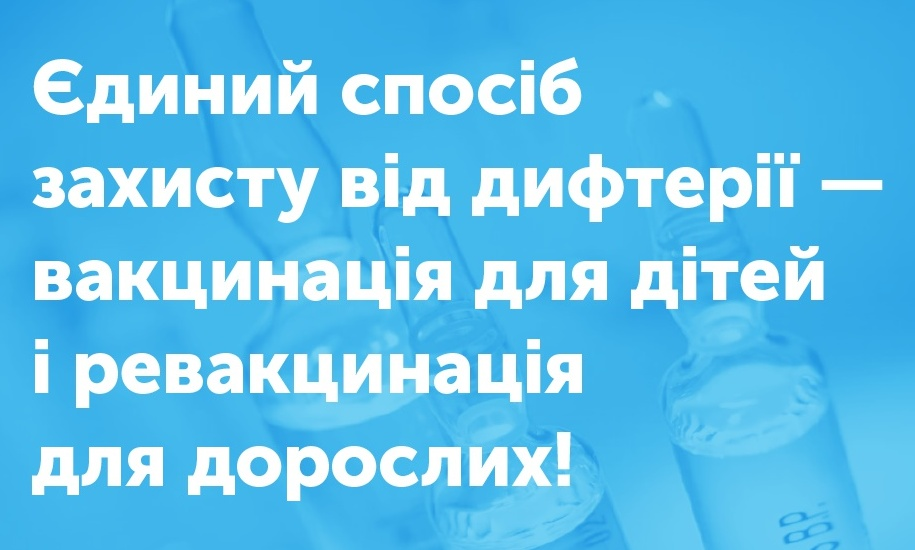 Єдиний спосіб
захисту від дифтерії —
вакцинація для дітей
і ревакцинація
для дорослих!